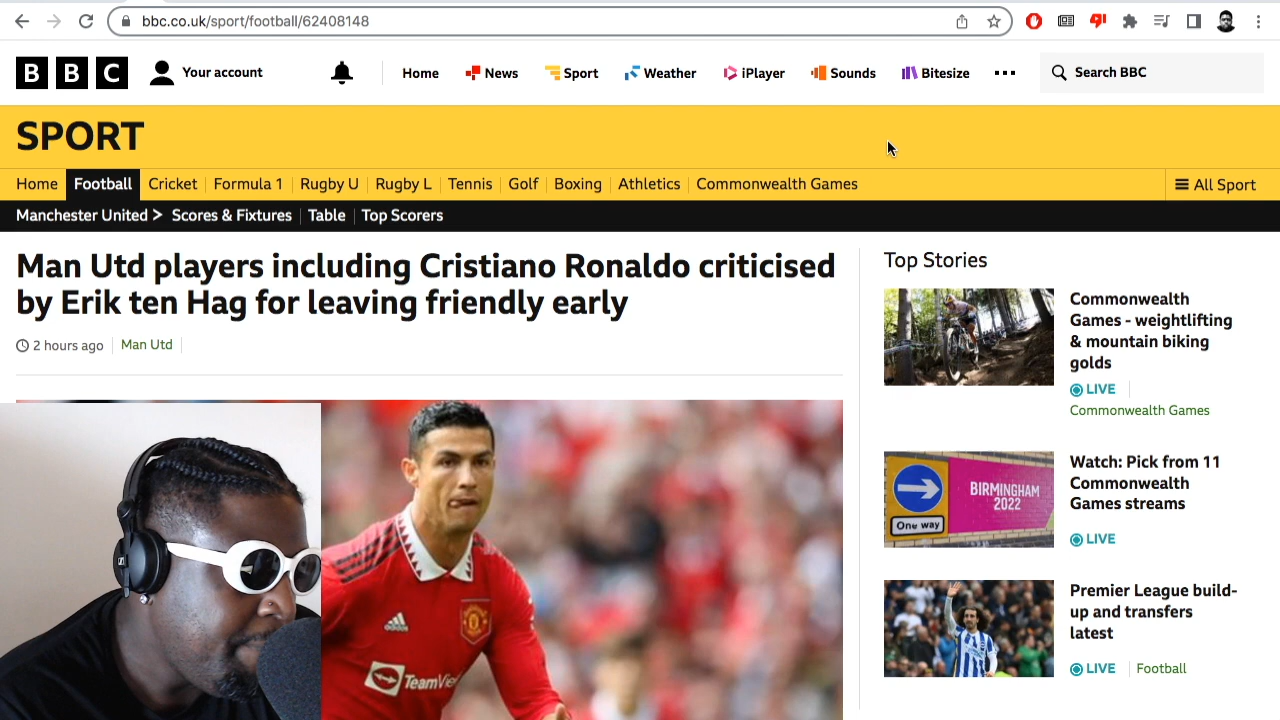 bbc.co.uk/sport/football/62408148
BBC
Your account
Home
News
Sport
Weather
iPlayer
Sounds
Bitesize
Search BBC
SPORT
Home
Football
Cricket
Formula 1
Rugby U
Rugby L
Tennis
Golf
Boxing
Athletics
Commonwealth Games
All Sport
Manchester United
Scores & Fixtures
Table
Top Scorers
Man Utd players including Cristiano Ronaldo criticised
by Erik ten Hag for leaving friendly early
2 hours ago
Man Utd
Top Stories
Commonwealth
Games - weightlifting
& mountain biking
golds
LIVE
Commonwealth Games
BIRMINGHAM
2022
One way
Watch: Pick from 11
Commonwealth
Games streams
LIVE
Premier League build-
up and transfers
latest
LIVE
Football